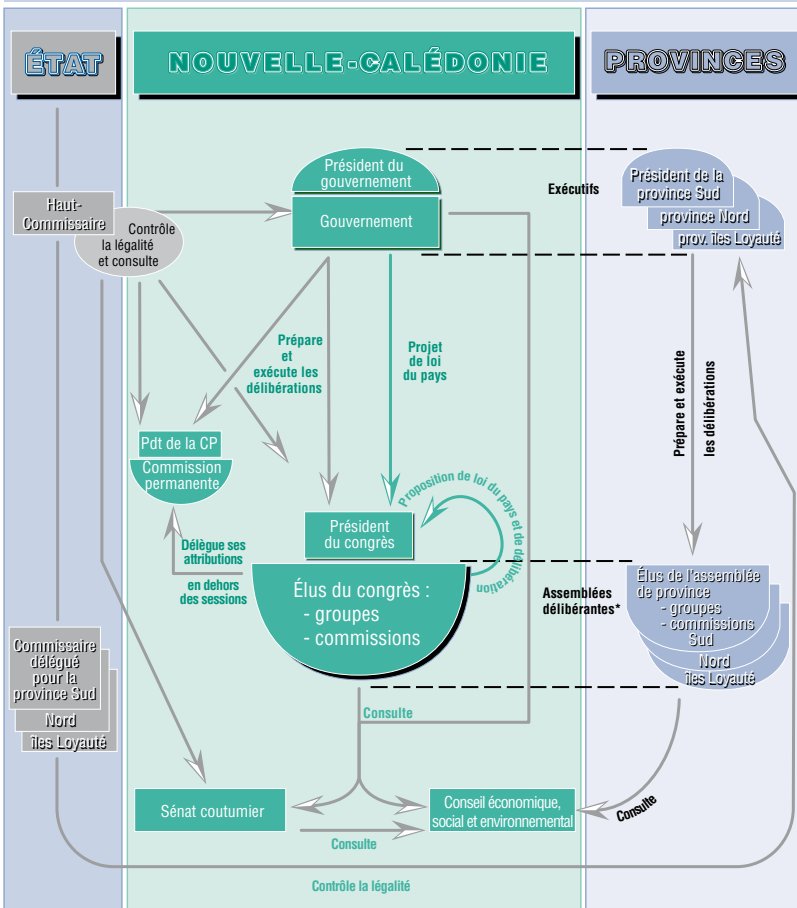 ÉTAT
NOUVELLE-CALÉDONIE
PROVINCES
Président du
gouvernement
Gouvernement
Exécutifs
Président de la
province Sud
province Nord
prov. îles Loyauté
Haut-
Commissaire
Contrôle
la légalité
et consulte
Prépare
et
exécute les
délibérations
Projet
de loi
du pays
Prépare et exécute
les délibérations
Pdt de la CP
Commission
permanente
Délègue ses
attributions
en dehors
des sessions
Président
du congrès
Proposition de loi du pays et de délibération
Élus du congrès :
- groupes
- commissions
Assemblées
délibérantes*
Élus de l'assemblée
de province
- groupes
- commissions
Sud
Nord
îles Loyauté
Commissaire
délégué
pour la
province Sud
Nord
îles Loyauté
Consulte
Sénat coutumier
Conseil économique,
social et environnemental
Consulte
Consulte
Contrôle la légalité